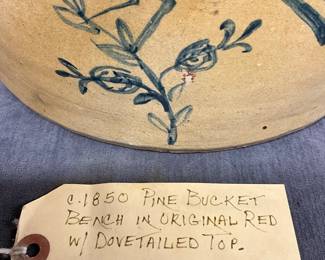 c.1850 Pine Bucket
Bench in original Red
w/ Dovetailed Top.